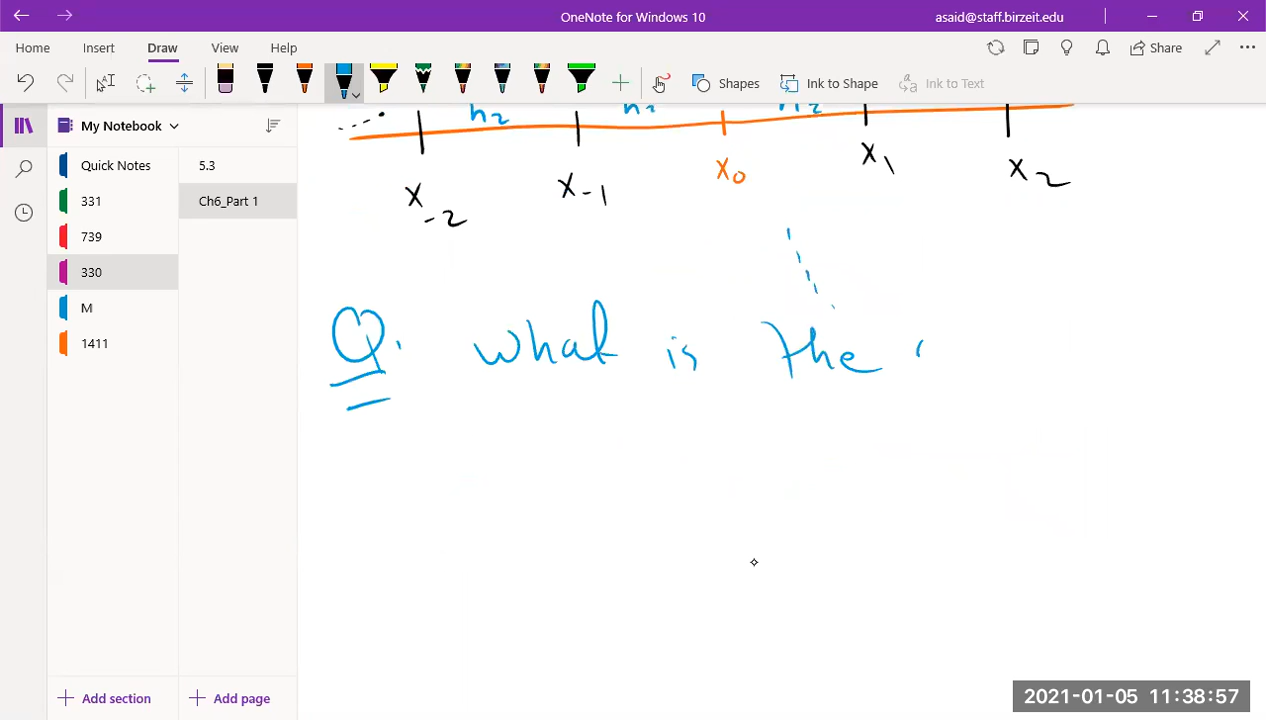 OneNote for Windows 10
asaid@staff.birzeit.edu
Home Insert Draw View Help
Share
Shapes
Ink to Shape
Ink to Text
My Notebook
Quick Notes
331
739
330
M
1411
5.3
Ch6_Part 1
x-2 x-1 x0 x1 x2
Q. What is the
Add section
Add page
2021-01-05 11:38:57